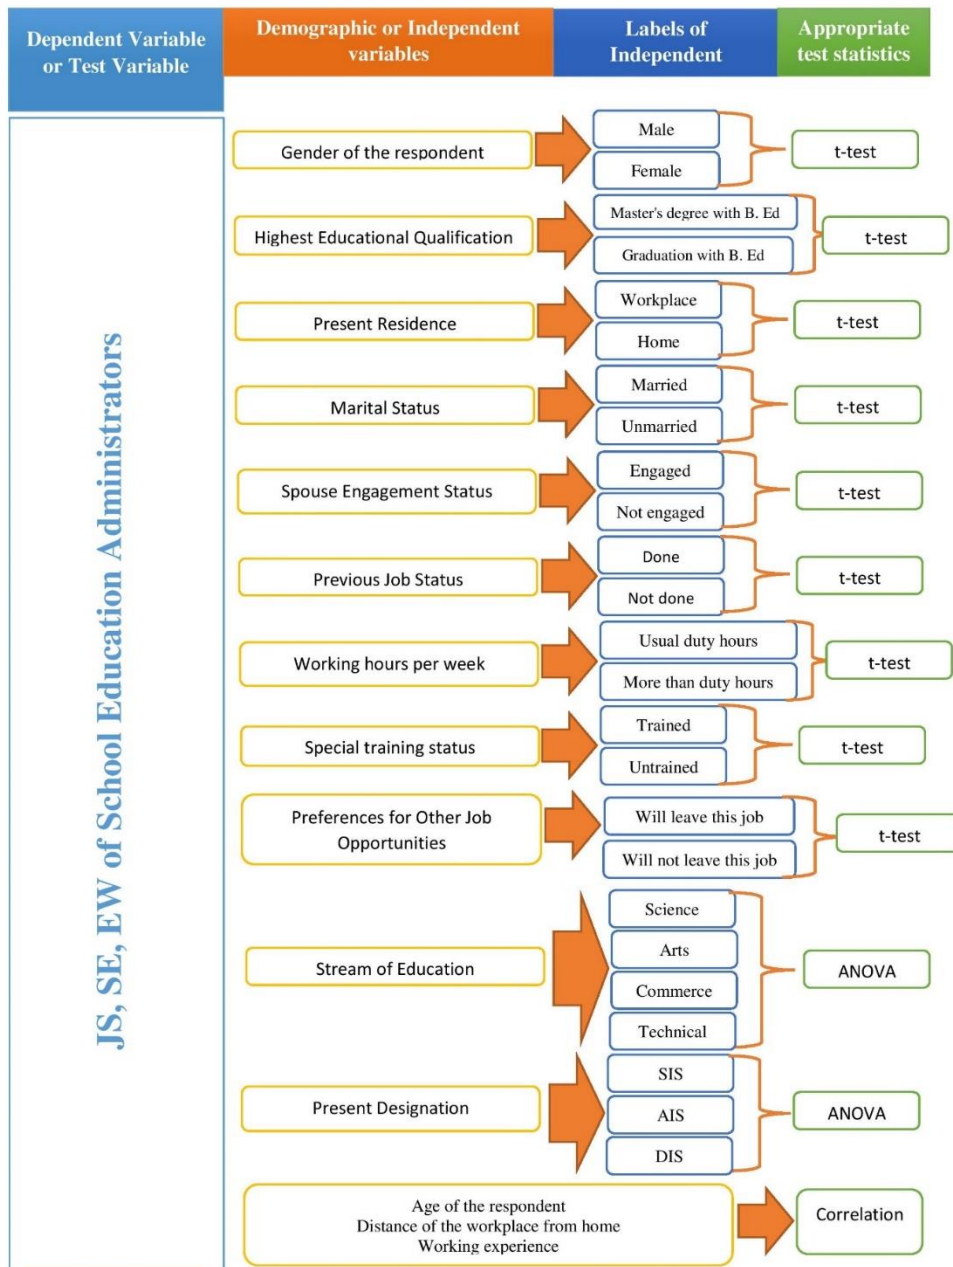 Dependent Variable
or Test Variable
Demographic or Independent
variables
Labels of
Independent
Appropriate
test statistics
JS, SE, EW of School Education Administrators
Gender of the respondent
Male
Female
t-test
Highest Educational Qualification
Master's degree with B. Ed
Graduation with B. Ed
t-test
Present Residence
Workplace
Home
t-test
Marital Status
Married
Unmarried
t-test
Spouse Engagement Status
Engaged
Not engaged
t-test
Previous Job Status
Done
Not done
t-test
Working hours per week
Usual duty hours
More than duty hours
t-test
Special training status
Trained
Untrained
t-test
Preferences for Other Job
Opportunities
Will leave this job
Will not leave this job
t-test
Stream of Education
Science
Arts
Commerce
Technical
ANOVA
Present Designation
SIS
AIS
DIS
ANOVA
Age of the respondent
Distance of the workplace from home
Working experience
Correlation